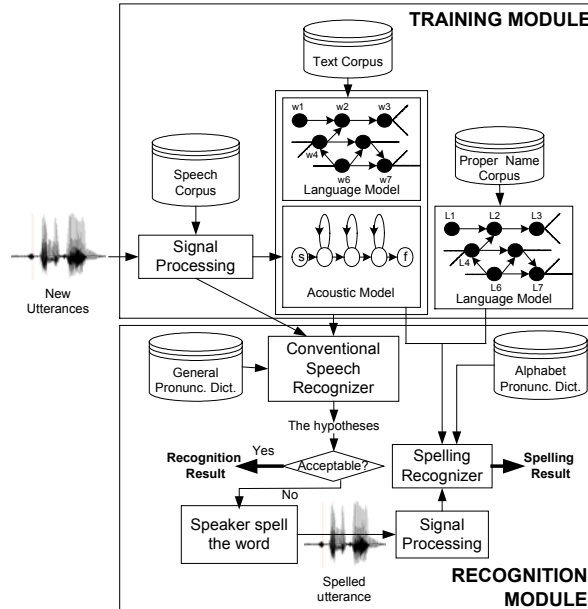 TRAINING MODULE
Text Corpus
w1
w2
w3
w4
w6
w7
Language Model
Speech
Corpus
Proper Name
Corpus
L1
L2
L3
L4
L6
L7
Language Model
Signal
Processing
s
f
Acoustic Model
New
Utterances
General
Pronunc. Dict.
Conventional
Speech
Recognizer
Alphabet
Pronunc. Dict.
The hypotheses
Recognition
Result
Yes
Acceptable?
No
Spelling
Recognizer
Spelling
Result
Speaker spell
the word
Signal
Processing
Spelled
utterance
RECOGNITION
MODULE